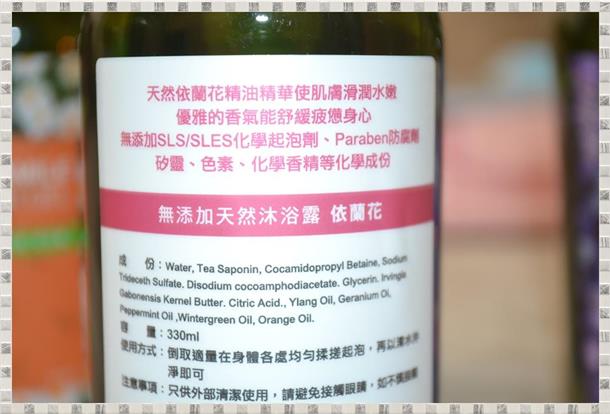 天然依蘭花精油精華使肌膚滑潤水嫩
優雅的香氣能舒緩疲憊身心
無添加SLS/SLES化學起泡劑、Paraben防腐劑
矽靈、色素、化學香精等化學成份
無添加天然沐浴露 依蘭花
成 份：Water, Tea Saponin, Cocamidopropyl Betaine, Sodium
Trideceth Sulfate. Disodium cocoamphodiacetate. Glycerin. Irvingia
Gabonensis Kernel Butter. Citric Acid., Ylang Oil, Geranium Oi,
Peppermint Oil ,Wintergreen Oil, Orange Oil.
容 量：330ml
使用方式：倒取適量在身體各處均勻搓揉起泡，再以清水沖
淨即可
注意事項：只供外部清潔使用，請避免接觸眼睛，如不慎